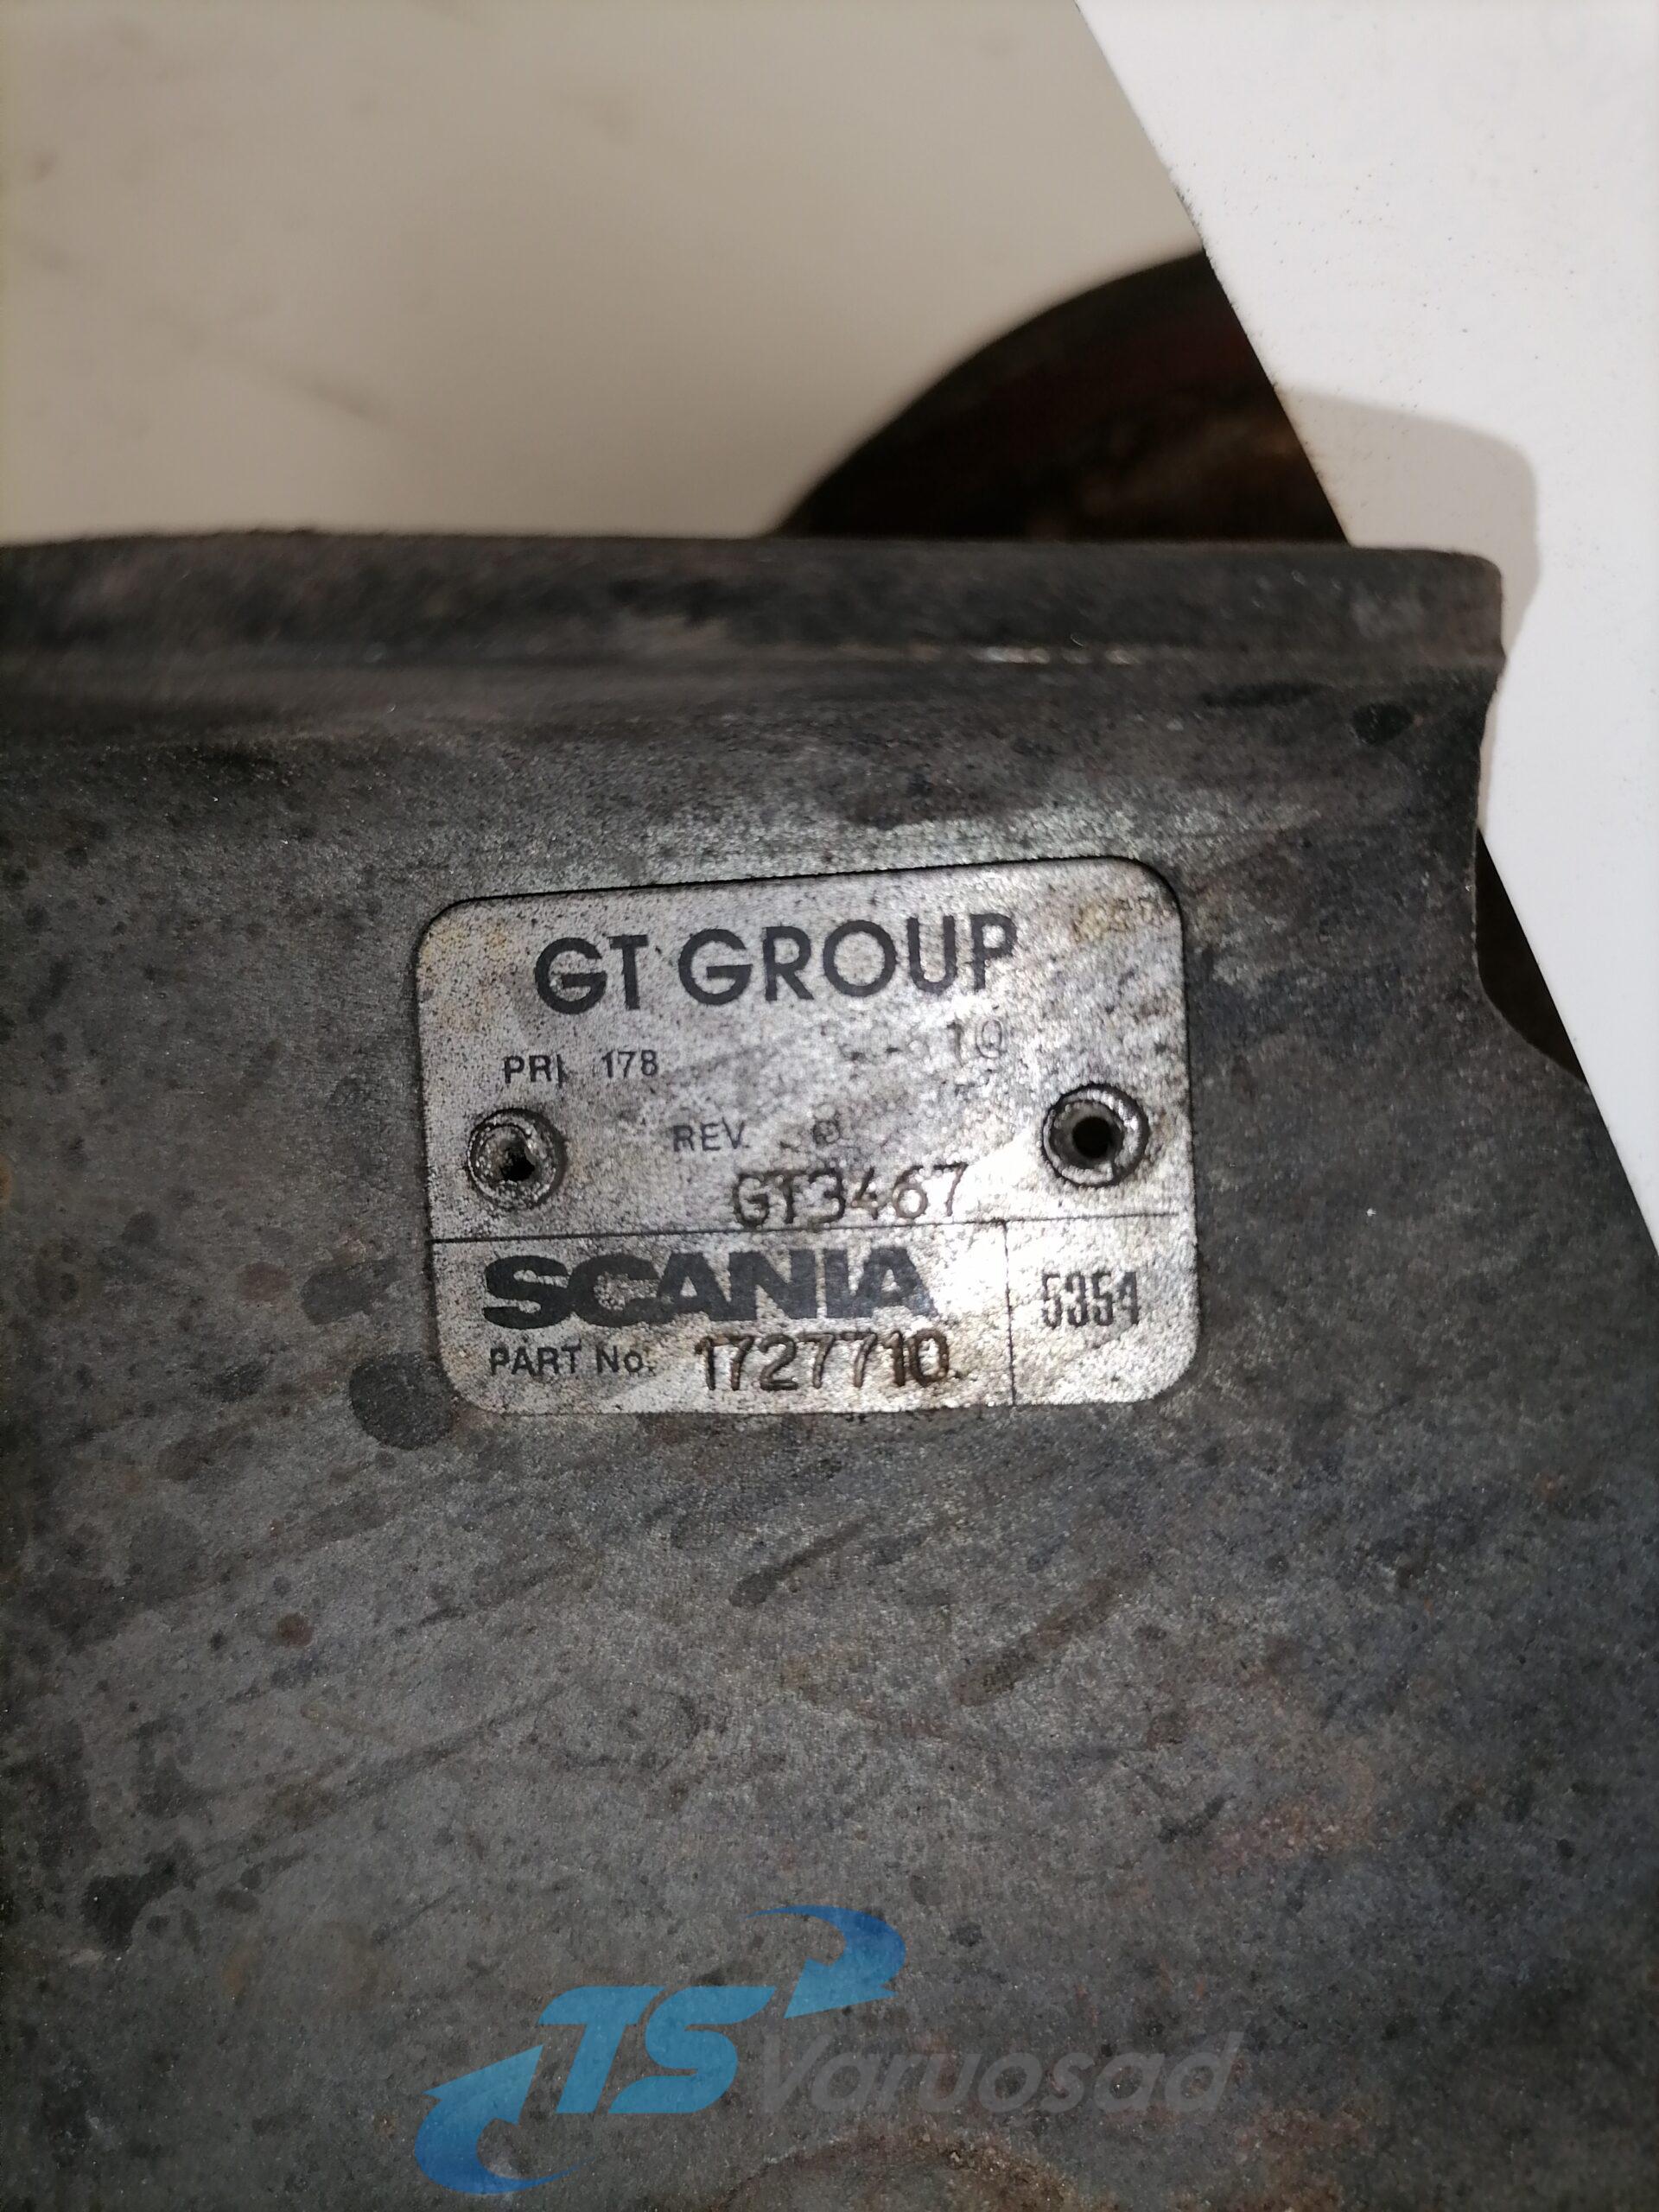 GT GROUP
PRI 178
REV.
GT3467
SCANIA
5354
PART No. 1727710
TS Varuosad